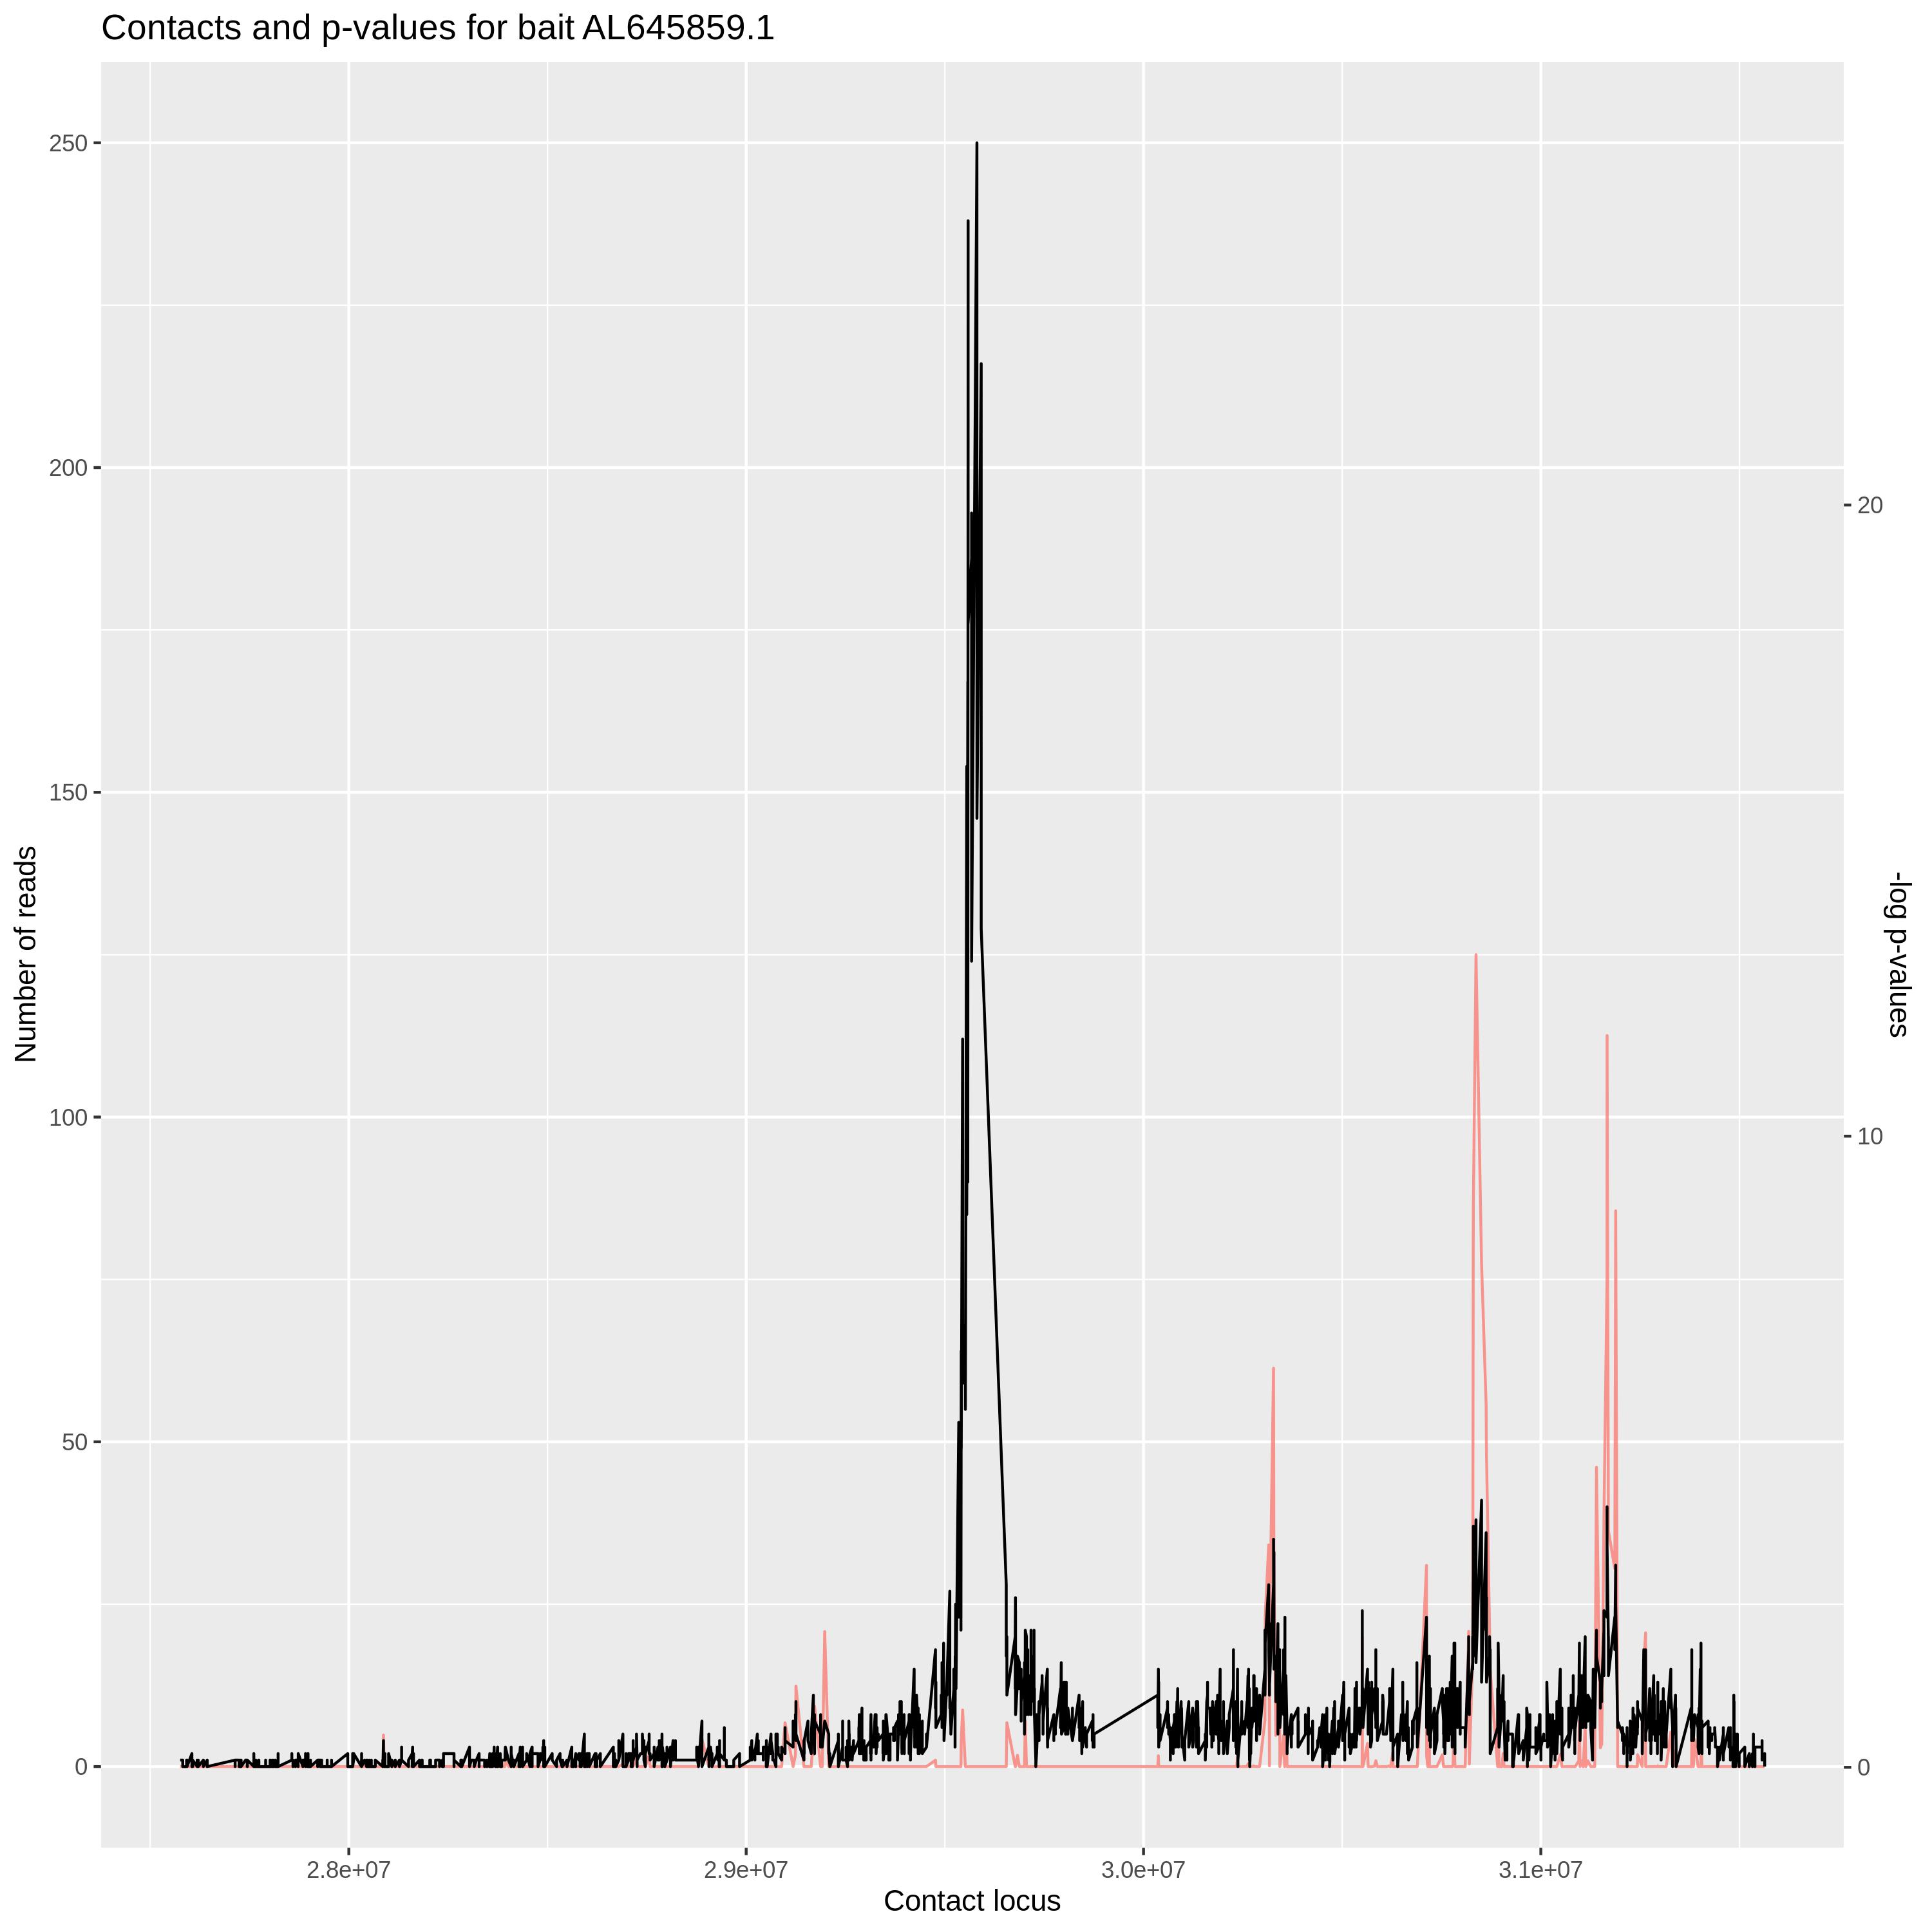 Contacts and p-values for bait AL645859.1
250
200
150
100
50
0
Number of reads
20
10
0
-log p-values
2.8e+07
2.9e+07
3.0e+07
3.1e+07
Contact locus